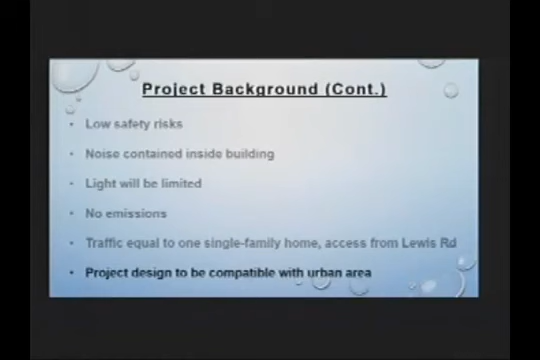 Project Background (Cont.)
• Low safety risks
• Noise contained inside building
• Light will be limited
• No emissions
• Traffic equal to one single-family home, access from Lewis Rd
• Project design to be compatible with urban area